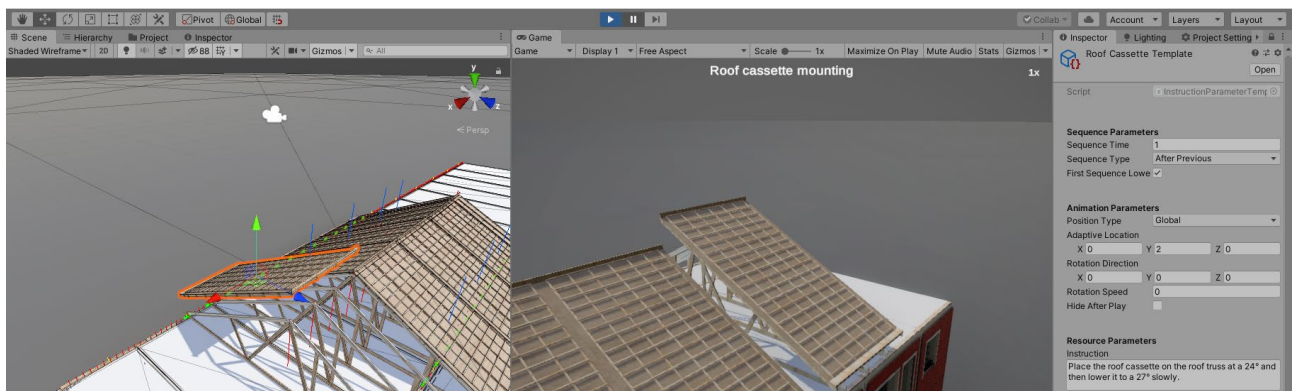 Pivot Global Collab Account Layers Layout
Scene Hierarchy Project Inspector
Game
Inspector Lighting Project Setting
Shaded Wireframe 2D 88 Gizmos All
Game Display 1 Free Aspect Scale 1x Maximize On Play Mute Audio Stats Gizmos
Roof Cassette Template
Open
y
x z
Persp
Roof cassette mounting
1x
Script InstructionParameterTemp
Sequence Parameters
Sequence Time 1
Sequence Type After Previous
First Sequence Lowe
Animation Parameters
Position Type Global
Adaptive Location
X 0 Y 2 Z 0
Rotation Direction
X 0 Y 0 Z 0
Rotation Speed 0
Hide After Play
Resource Parameters
Instruction
Place the roof cassette on the roof truss at a 24° and
then lower it to a 27° slowly.